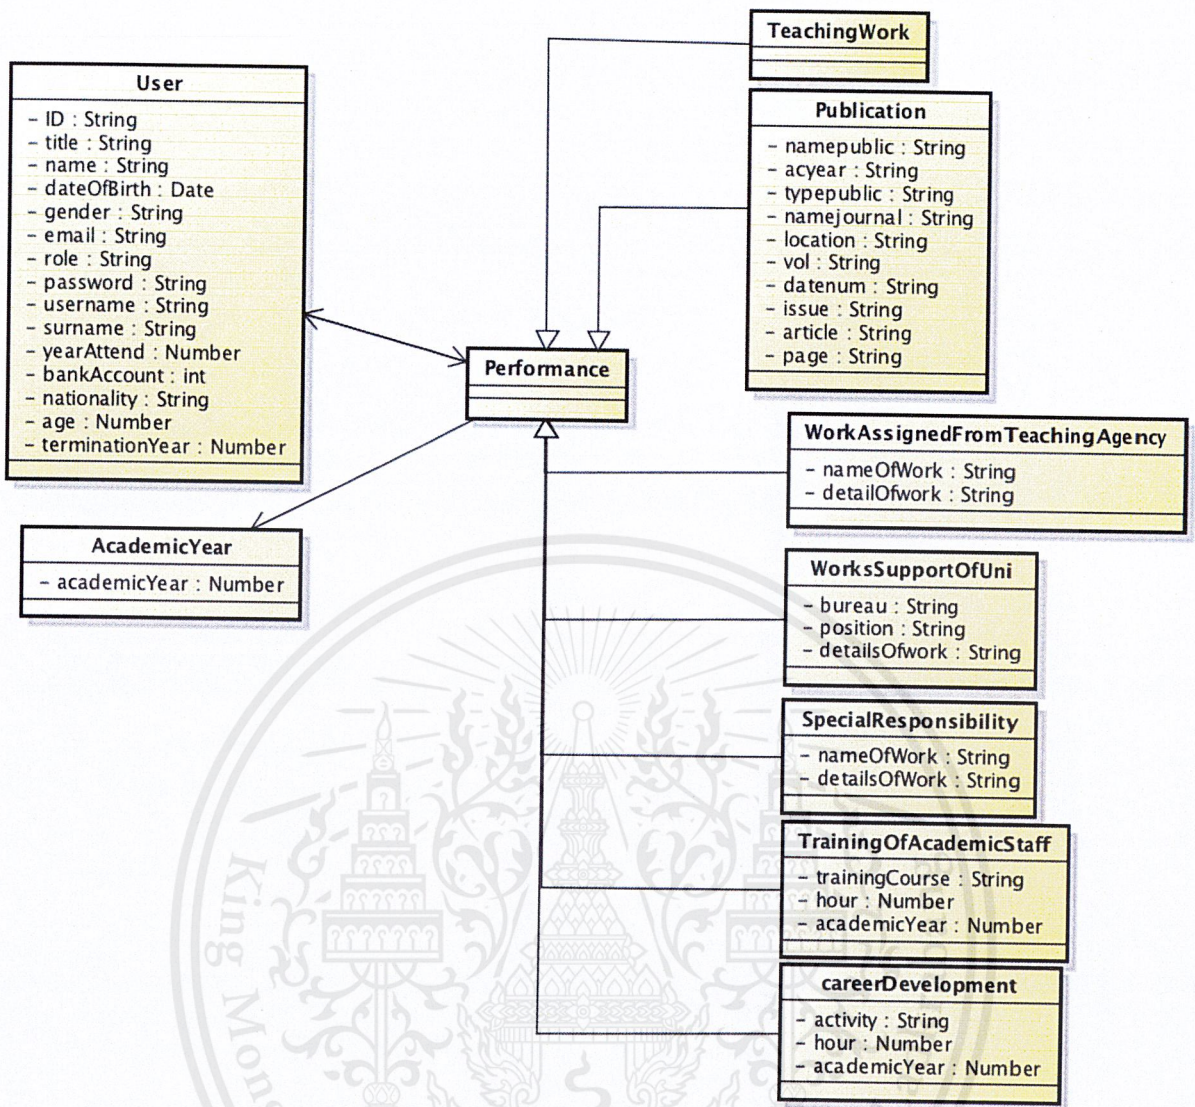 User
- ID : String
- title : String
- name : String
- dateOfBirth : Date
- gender : String
- email : String
- role : String
- password : String
- username : String
- surname : String
- yearAttend : Number
- bankAccount : int
- nationality : String
- age : Number
- terminationYear : Number
AcademicYear
- academicYear : Number
Performance
TeachingWork
Publication
- namepublic : String
- acyear : String
- typepublic : String
- namejournal : String
- location : String
- vol : String
- datenum : String
- issue : String
- article : String
- page : String
WorkAssignedFromTeachingAgency
- nameOfWork : String
- detailOfwork : String
WorksSupportOfUni
- bureau : String
- position : String
- detailsOfwork : String
SpecialResponsibility
- nameOfWork : String
- detailsOfWork : String
TrainingOfAcademicStaff
- trainingCourse : String
- hour : Number
- academicYear : Number
careerDevelopment
- activity : String
- hour : Number
- academicYear : Number
King